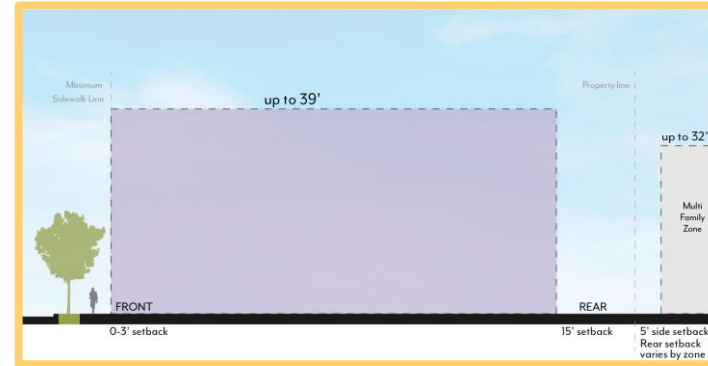 Minimum
Sidewalk Line
up to 39'
Property line
up to 32'
Multi
Family
Zone
FRONT
REAR
0-3' setback
15' setback
5' side setback
Rear setback
varies by zone